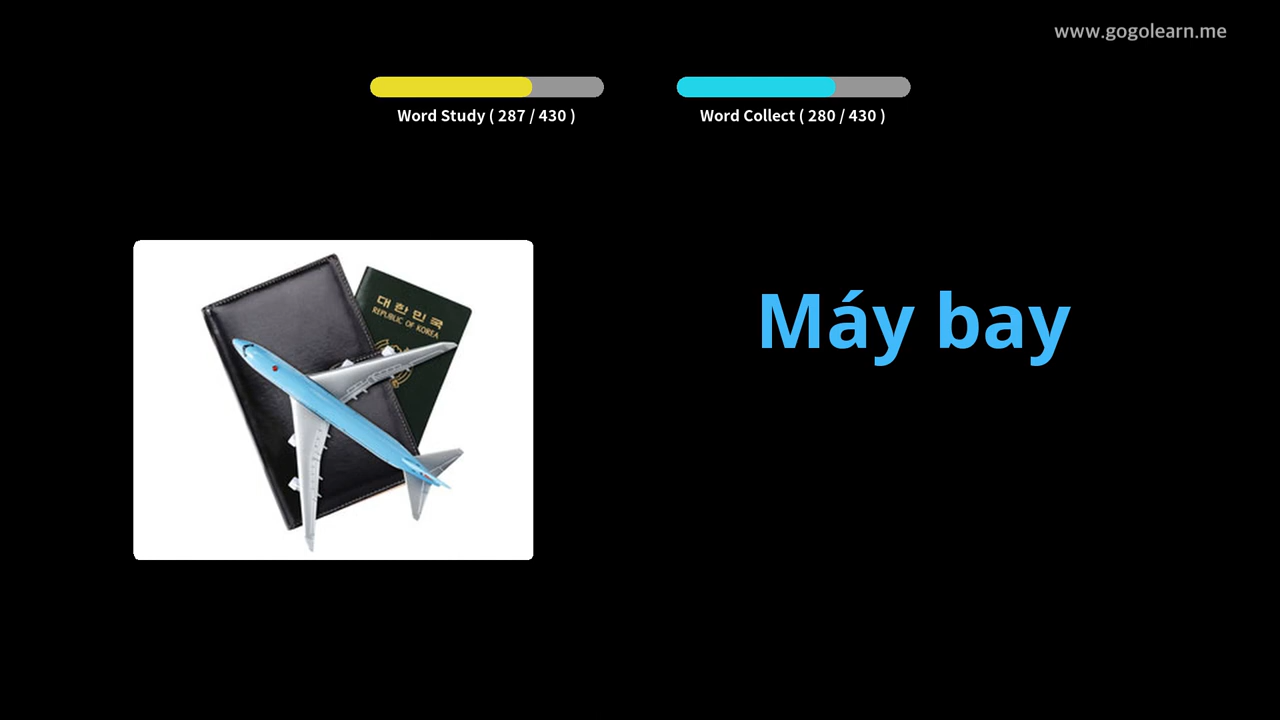 www.gogolearn.me
Word Study ( 287 / 430 )
Word Collect ( 280 / 430 )
대한민국
REPUBLIC OF KOREA
Máy bay